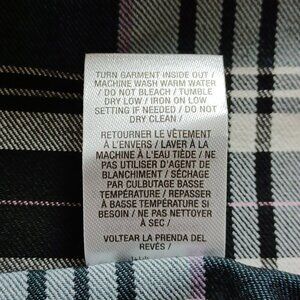 TURN GARMENT INSIDE OUT /
MACHINE WASH WARM WATER
/ DO NOT BLEACH / TUMBLE
DRY LOW / IRON ON LOW
SETTING IF NEEDED / DO NOT
DRY CLEAN /
RETOURNER LE VÊTEMENT
À L'ENVERS / LAVER À LA
MACHINE À L'EAU TIÈDE / NE
PAS UTILISER D'AGENT DE
BLANCHIMENT / SÉCHAGE
PAR CULBUTAGE BASSE
TEMPÉRATURE / REPASSER
À BASSE TEMPÉRATURE SI
BESOIN / NE PAS NETTOYER
À SEC /
VOLTEAR LA PRENDA DEL
REVÉS /